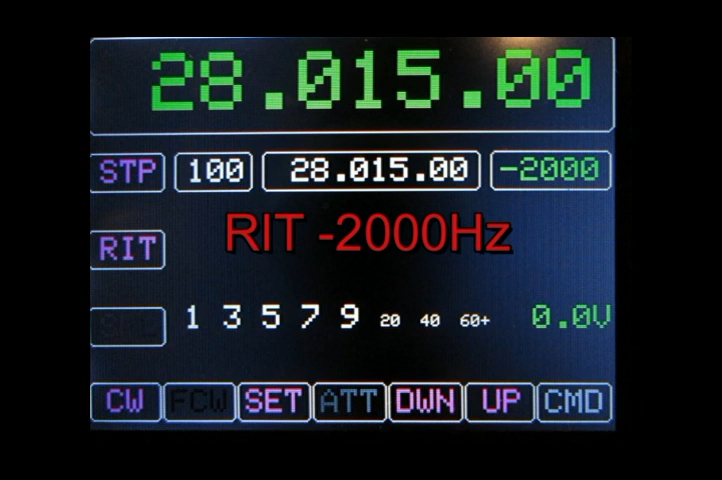 28.015.00
STP 100 28.015.00 -2000
RIT -2000Hz
RIT
1 3 5 7 9 20 40 60+ 0.0V
CW FCW SET ATT DWN UP CMD